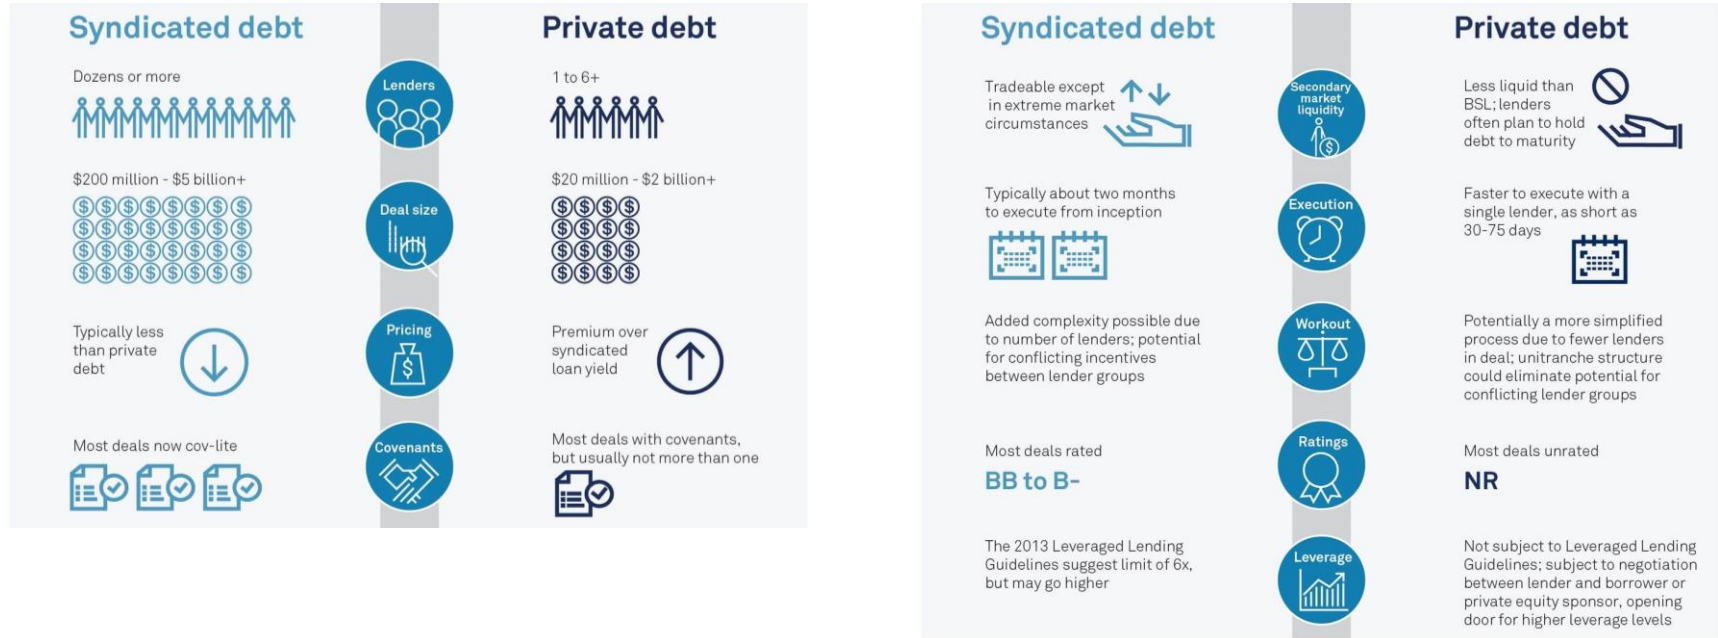 Syndicated debt
Private debt
Dozens or more
Lenders
1 to 6+
$200 million - $5 billion+
Deal size
$20 million - $2 billion+
Typically less
than private
debt
Pricing
Premium over
syndicated
loan yield
Most deals now cov-lite
Covenants
Most deals with covenants,
but usually not more than one
Syndicated debt
Private debt
Tradeable except
in extreme market
circumstances
Secondary
market
liquidity
Less liquid than
BSL; lenders
often plan to hold
debt to maturity
Typically about two months
to execute from inception
Execution
Faster to execute with a
single lender, as short as
30-75 days
Added complexity possible due
to number of lenders; potential
for conflicting incentives
between lender groups
Workout
Potentially a more simplified
process due to fewer lenders
in deal; unitranche structure
could eliminate potential for
conflicting lender groups
Most deals rated
BB to B-
Ratings
Most deals unrated
NR
The 2013 Leveraged Lending
Guidelines suggest limit of 6x,
but may go higher
Leverage
Not subject to Leveraged Lending
Guidelines; subject to negotiation
between lender and borrower or
private equity sponsor, opening
door for higher leverage levels